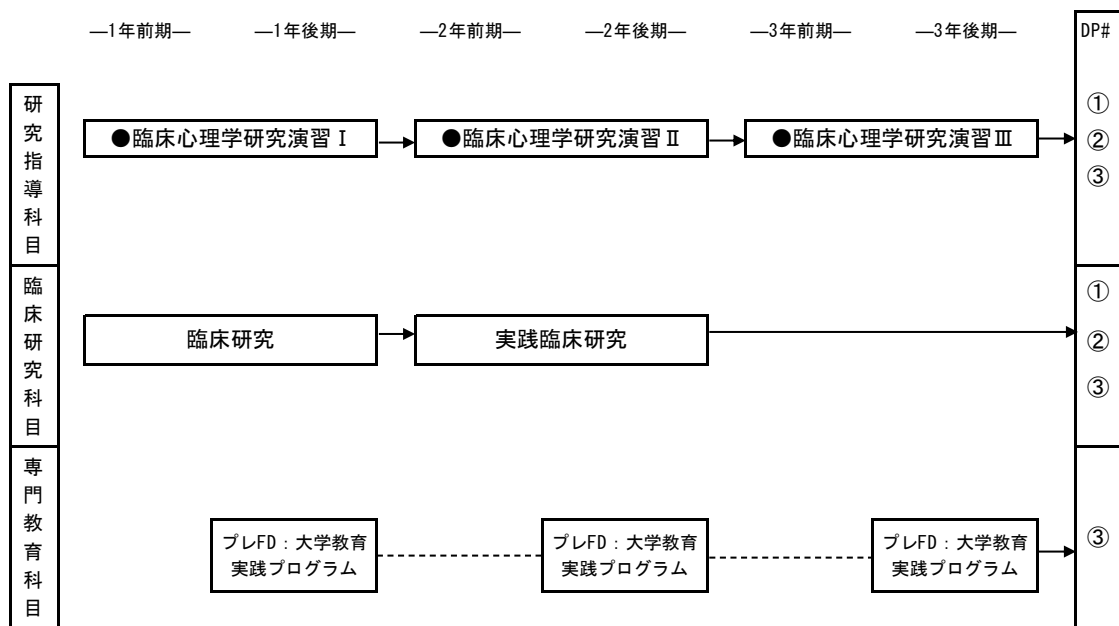 —1年前期— —1年後期— —2年前期— —2年後期— —3年前期— —3年後期— DP#
研究指導科目
●臨床心理学研究演習Ⅰ ●臨床心理学研究演習Ⅱ ●臨床心理学研究演習Ⅲ
①
②
③
臨床研究科目
臨床研究 実践臨床研究
①
②
③
専門教育科目
プレFD：大学教育
実践プログラム
プレFD：大学教育
実践プログラム
プレFD：大学教育
実践プログラム
③